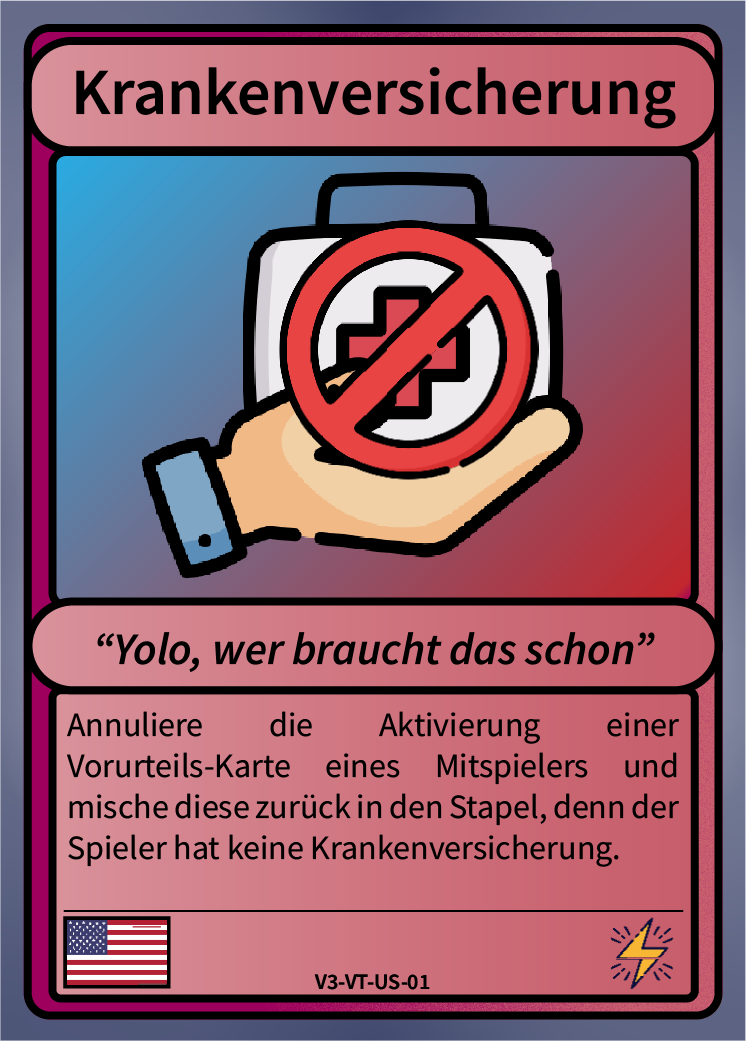 Krankenversicherung
“Yolo, wer braucht das schon”
Annuliere die Aktivierung einer
Vorurteils-Karte eines Mitspielers und
mische diese zurück in den Stapel, denn der
Spieler hat keine Krankenversicherung.
V3-VT-US-01